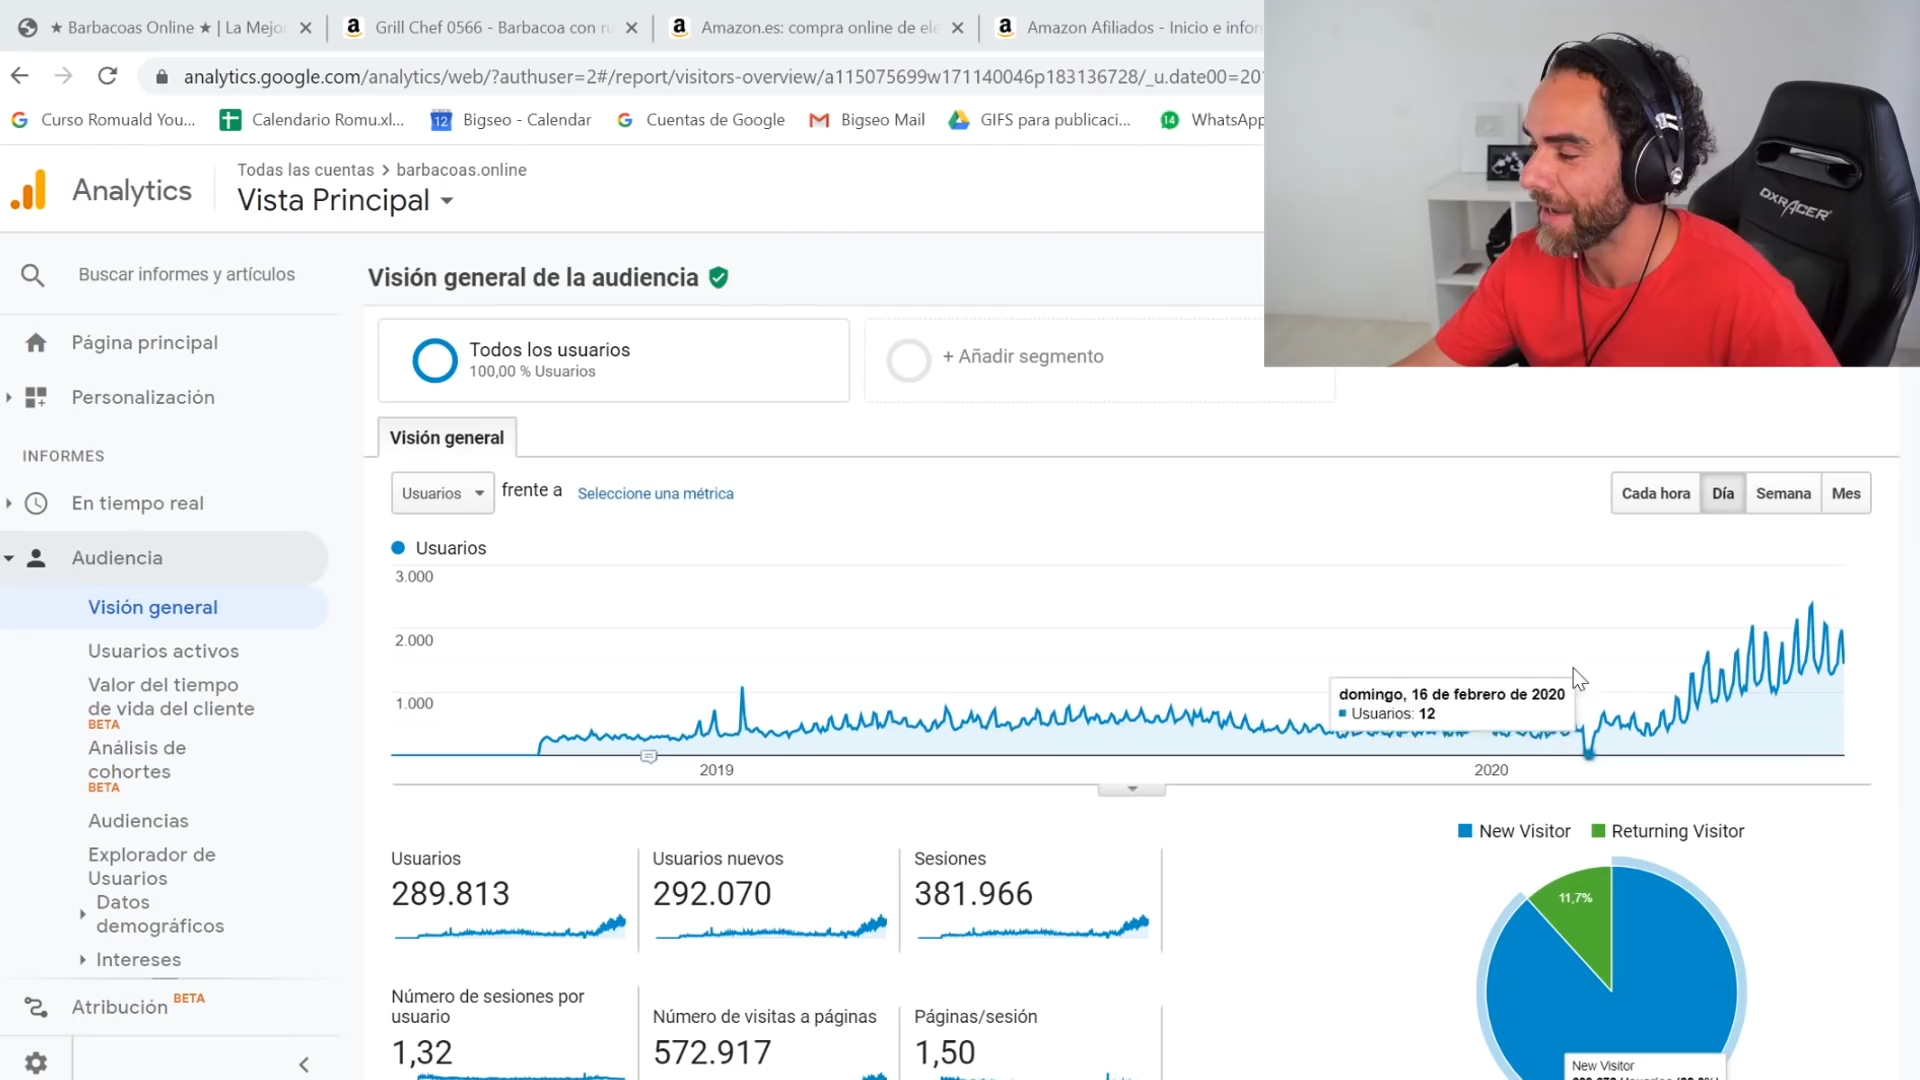 ★ Barbacoas Online ★ | La Mejo
Grill Chef 0566 - Barbacoa con ru
Amazon.es: compra online de ele
Amazon Afiliados - Inicio e infor
analytics.google.com/analytics/web/?authuser=2#/report/visitors-overview/a115075699w171140046p183136728/_u.date00=201
Curso Romuald You...
Calendario Romu.xl...
12
Bigseo - Calendar
Cuentas de Google
Bigseo Mail
GIFS para publicaci...
14
WhatsApp
DXRACER
Analytics
Todas las cuentas > barbacoas.online
Vista Principal
Buscar informes y artículos
Página principal
Personalización
INFORMES
En tiempo real
Audiencia
Visión general
Usuarios activos
Valor del tiempo
de vida del cliente
BETA
Análisis de
cohortes
BETA
Audiencias
Explorador de
Usuarios
Datos
demográficos
Intereses
Atribución BETA
Visión general de la audiencia
Todos los usuarios
100,00 % Usuarios
+ Añadir segmento
Visión general
Usuarios
frente a
Seleccione una métrica
Cada hora
Día
Semana
Mes
Usuarios
3.000
2.000
1.000
domingo, 16 de febrero de 2020
Usuarios: 12
2019
2020
Usuarios
289.813
Usuarios nuevos
292.070
Sesiones
381.966
Número de sesiones por
usuario
1,32
Número de visitas a páginas
572.917
Páginas/sesión
1,50
New Visitor
Returning Visitor
11,7%
New Visitor